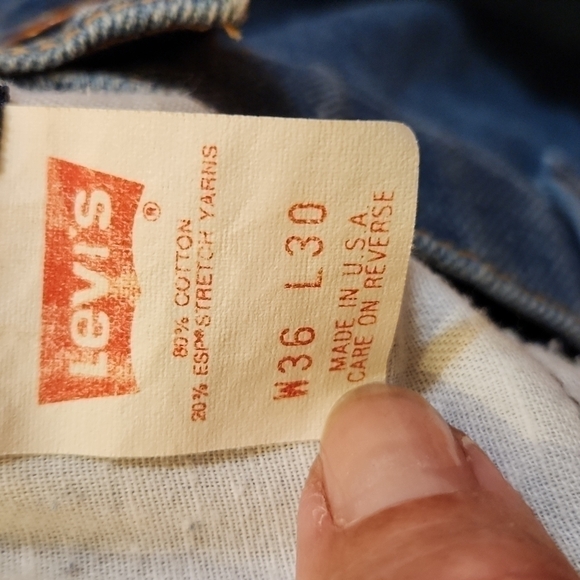 Levi's ®
80% COTTON
20% ESP® STRETCH YARNS
W36 L30
MADE IN U.S.A.
CARE ON REVERSE